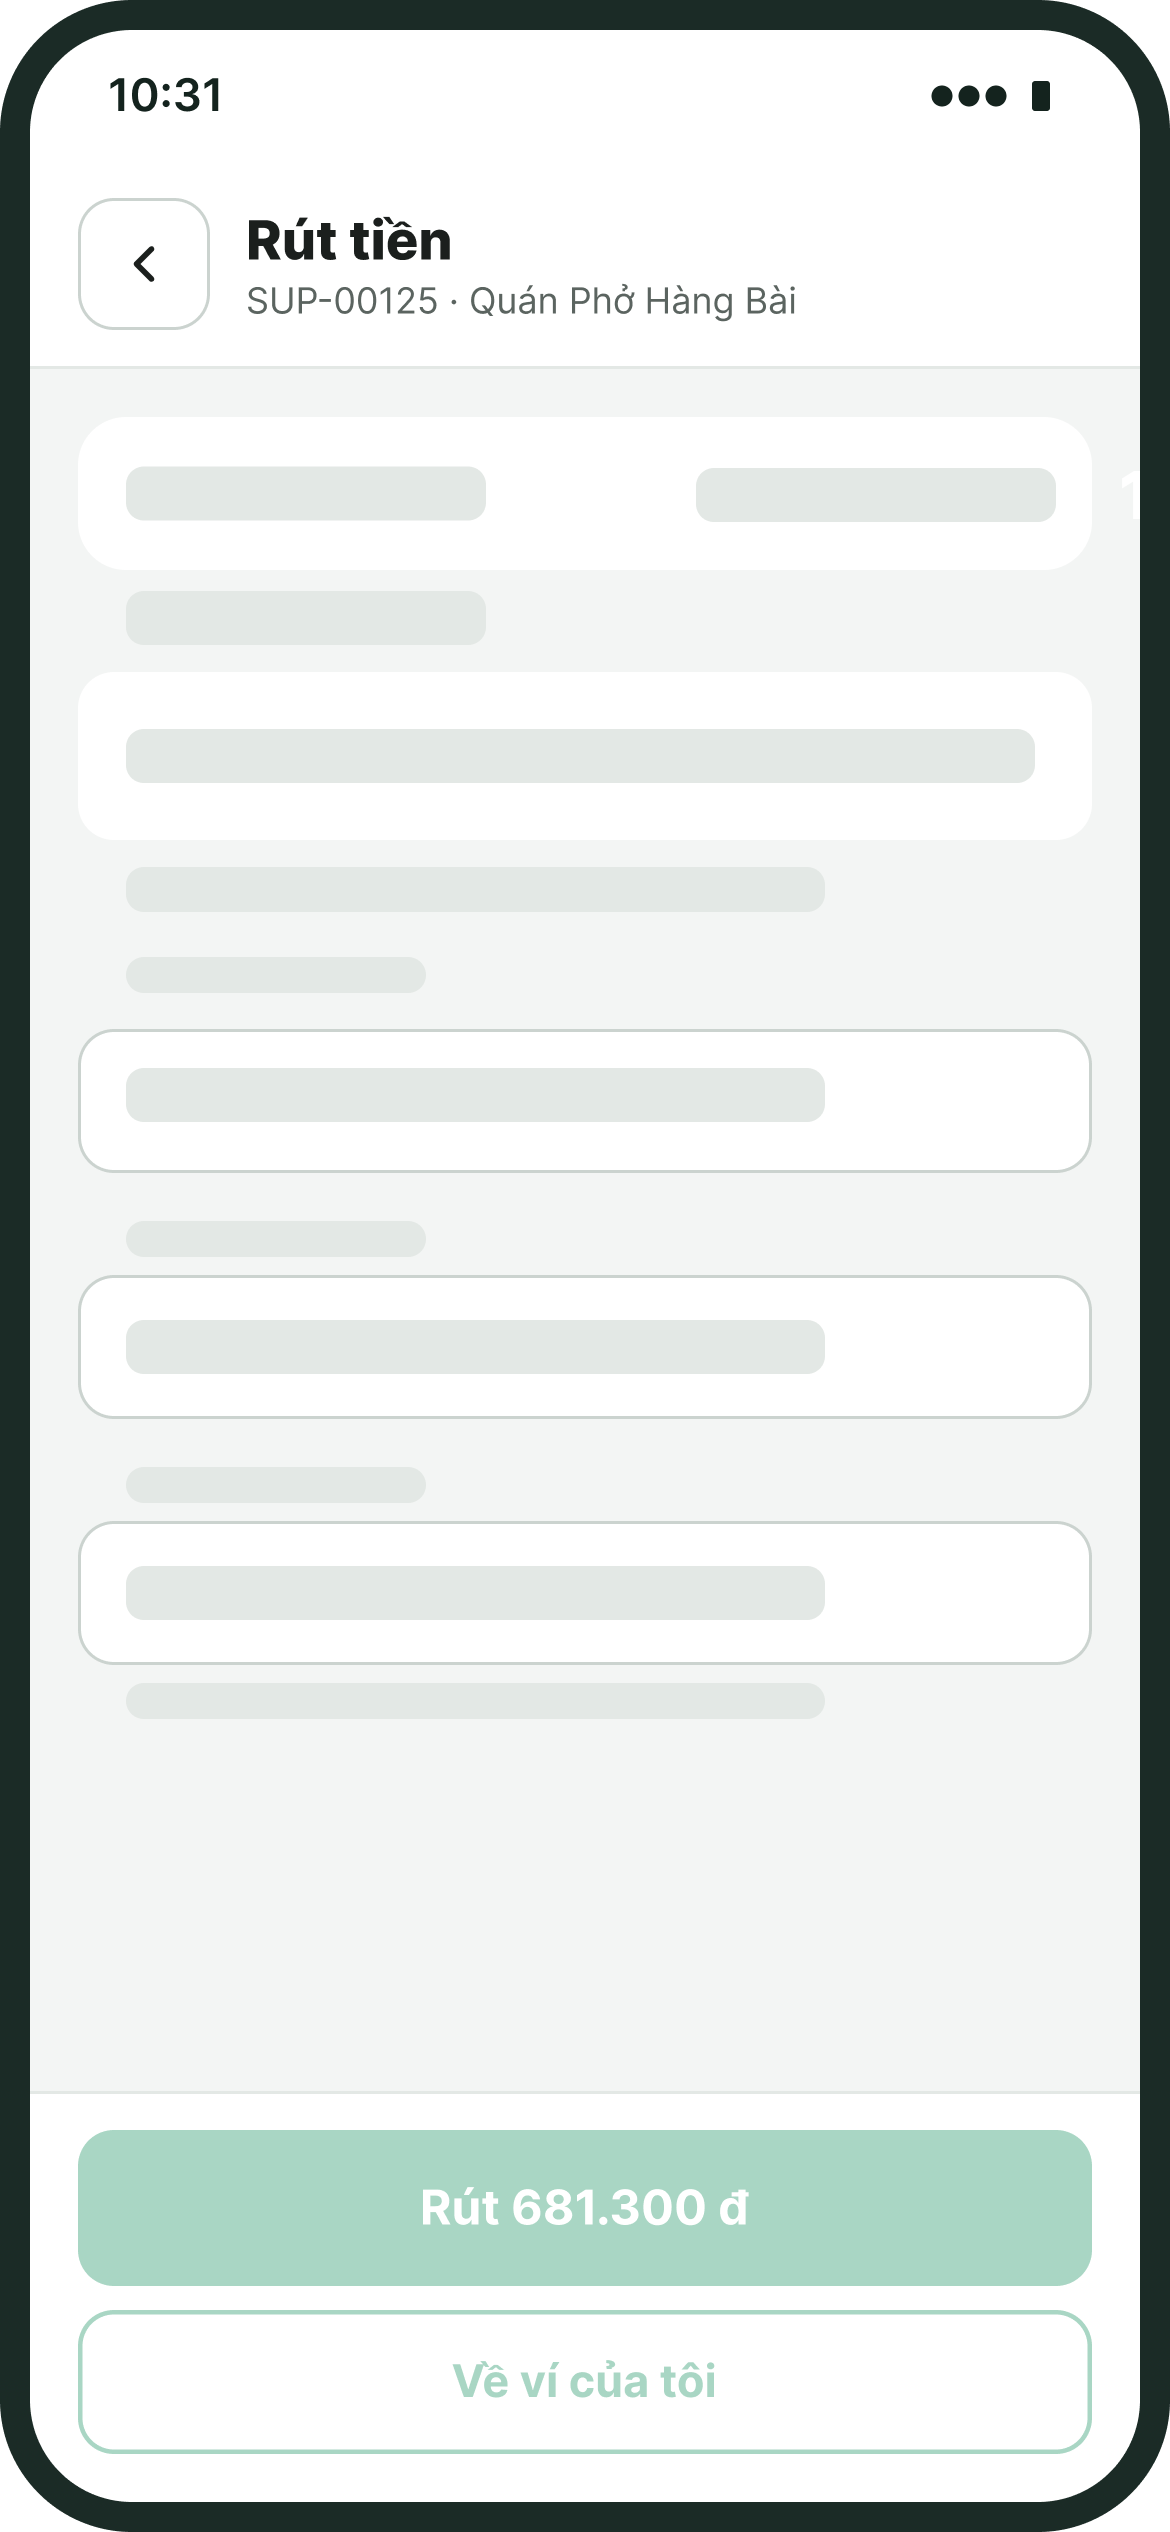 10:31
Rút tiền
SUP-00125 · Quán Phở Hàng Bài
Rút 681.300 đ
Về ví của tôi